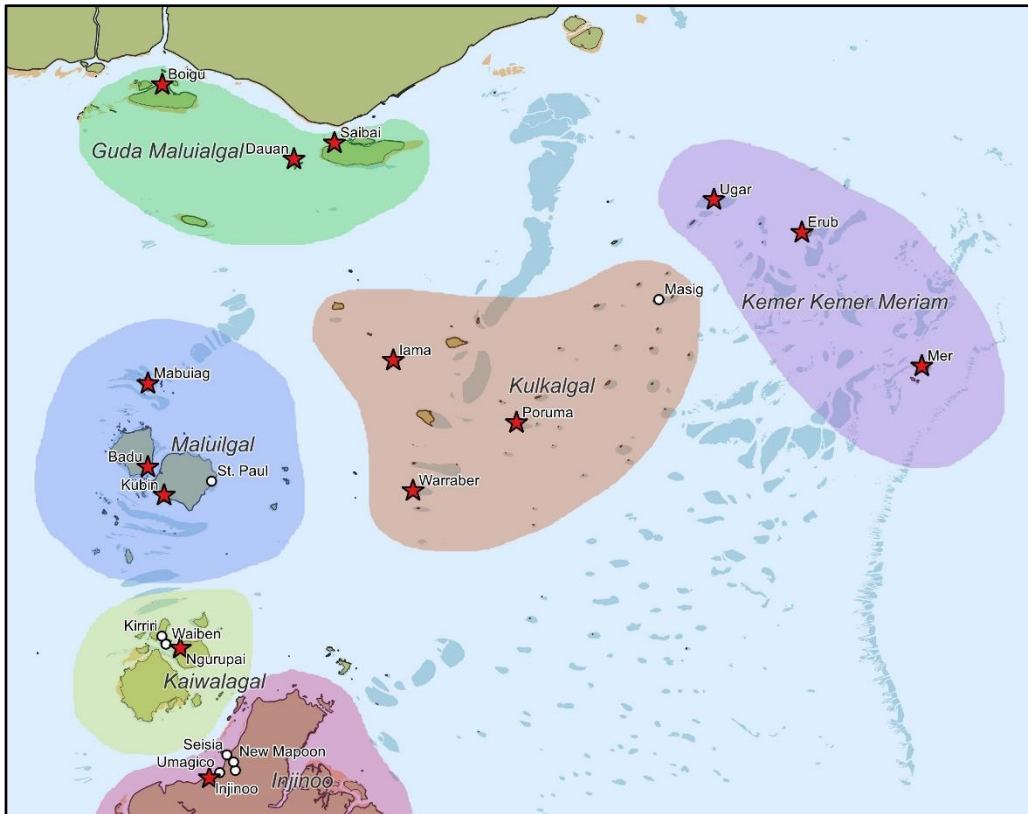 Boigu
Saibai
Dauan
Guda Maluialgal
Ugar
Erub
Masig
Kemer Kemer Meriam
Iama
Mer
Mabuiag
Kulkalgal
Poruma
Maluilgal
Badu
St. Paul
Kubin
Warraber
Kirriri
Waiben
Ngurupai
Kaiwalagal
Seisia
New Mapoon
Umagico
Injinoo
Injinoo